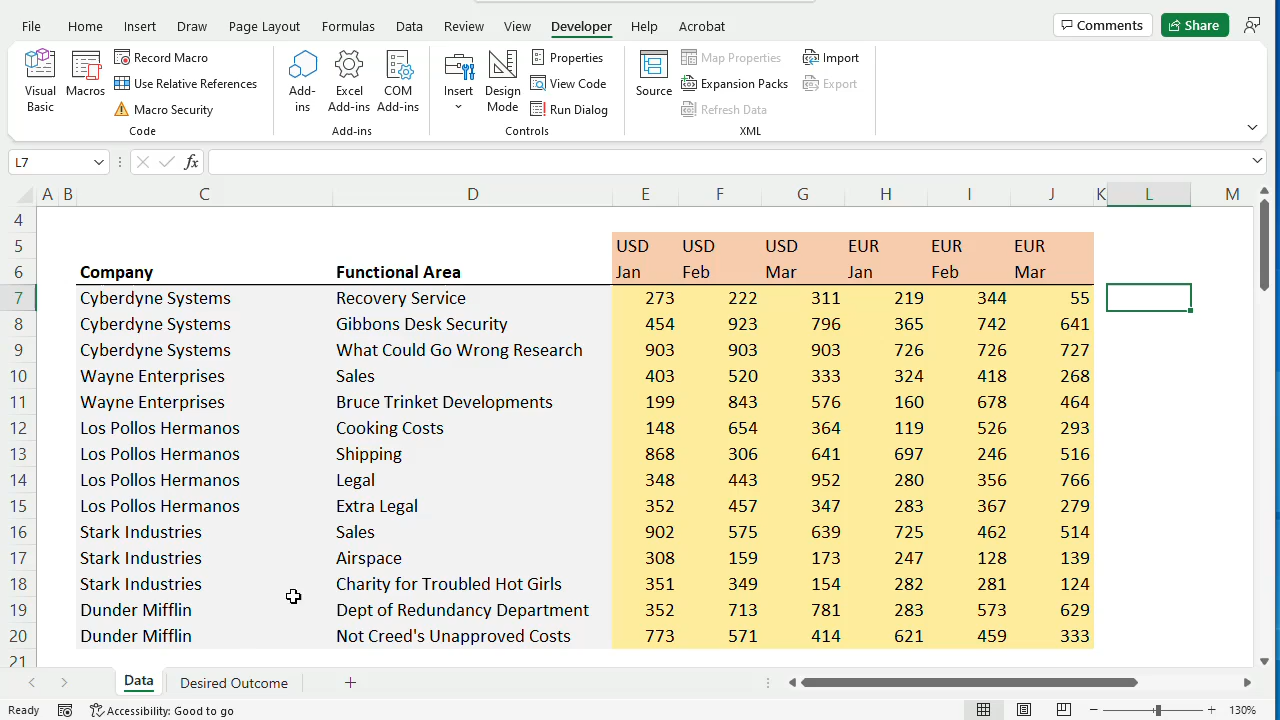 File Home Insert Draw Page Layout Formulas Data Review View Developer Help Acrobat Comments Share
Visual Basic
Macros
Record Macro
Use Relative References
Macro Security
Code
Add-ins
Excel Add-ins
COM Add-ins
Add-ins
Insert
Design Mode
Properties
View Code
Run Dialog
Controls
Source
Map Properties
Expansion Packs
Refresh Data
Import
Export
XML
L7 fx
A B C D E F G H I J K L M
4
5 USD USD USD EUR EUR EUR
6 Company Functional Area Jan Feb Mar Jan Feb Mar
7 Cyberdyne Systems Recovery Service 273 222 311 219 344 55
8 Cyberdyne Systems Gibbons Desk Security 454 923 796 365 742 641
9 Cyberdyne Systems What Could Go Wrong Research 903 903 903 726 726 727
10 Wayne Enterprises Sales 403 520 333 324 418 268
11 Wayne Enterprises Bruce Trinket Developments 199 843 576 160 678 464
12 Los Pollos Hermanos Cooking Costs 148 654 364 119 526 293
13 Los Pollos Hermanos Shipping 868 306 641 697 246 516
14 Los Pollos Hermanos Legal 348 443 952 280 356 766
15 Los Pollos Hermanos Extra Legal 352 457 347 283 367 279
16 Stark Industries Sales 902 575 639 725 462 514
17 Stark Industries Airspace 308 159 173 247 128 139
18 Stark Industries Charity for Troubled Hot Girls 351 349 154 282 281 124
19 Dunder Mifflin Dept of Redundancy Department 352 713 781 283 573 629
20 Dunder Mifflin Not Creed's Unapproved Costs 773 571 414 621 459 333
21
Data Desired Outcome
Ready Accessibility: Good to go 130%